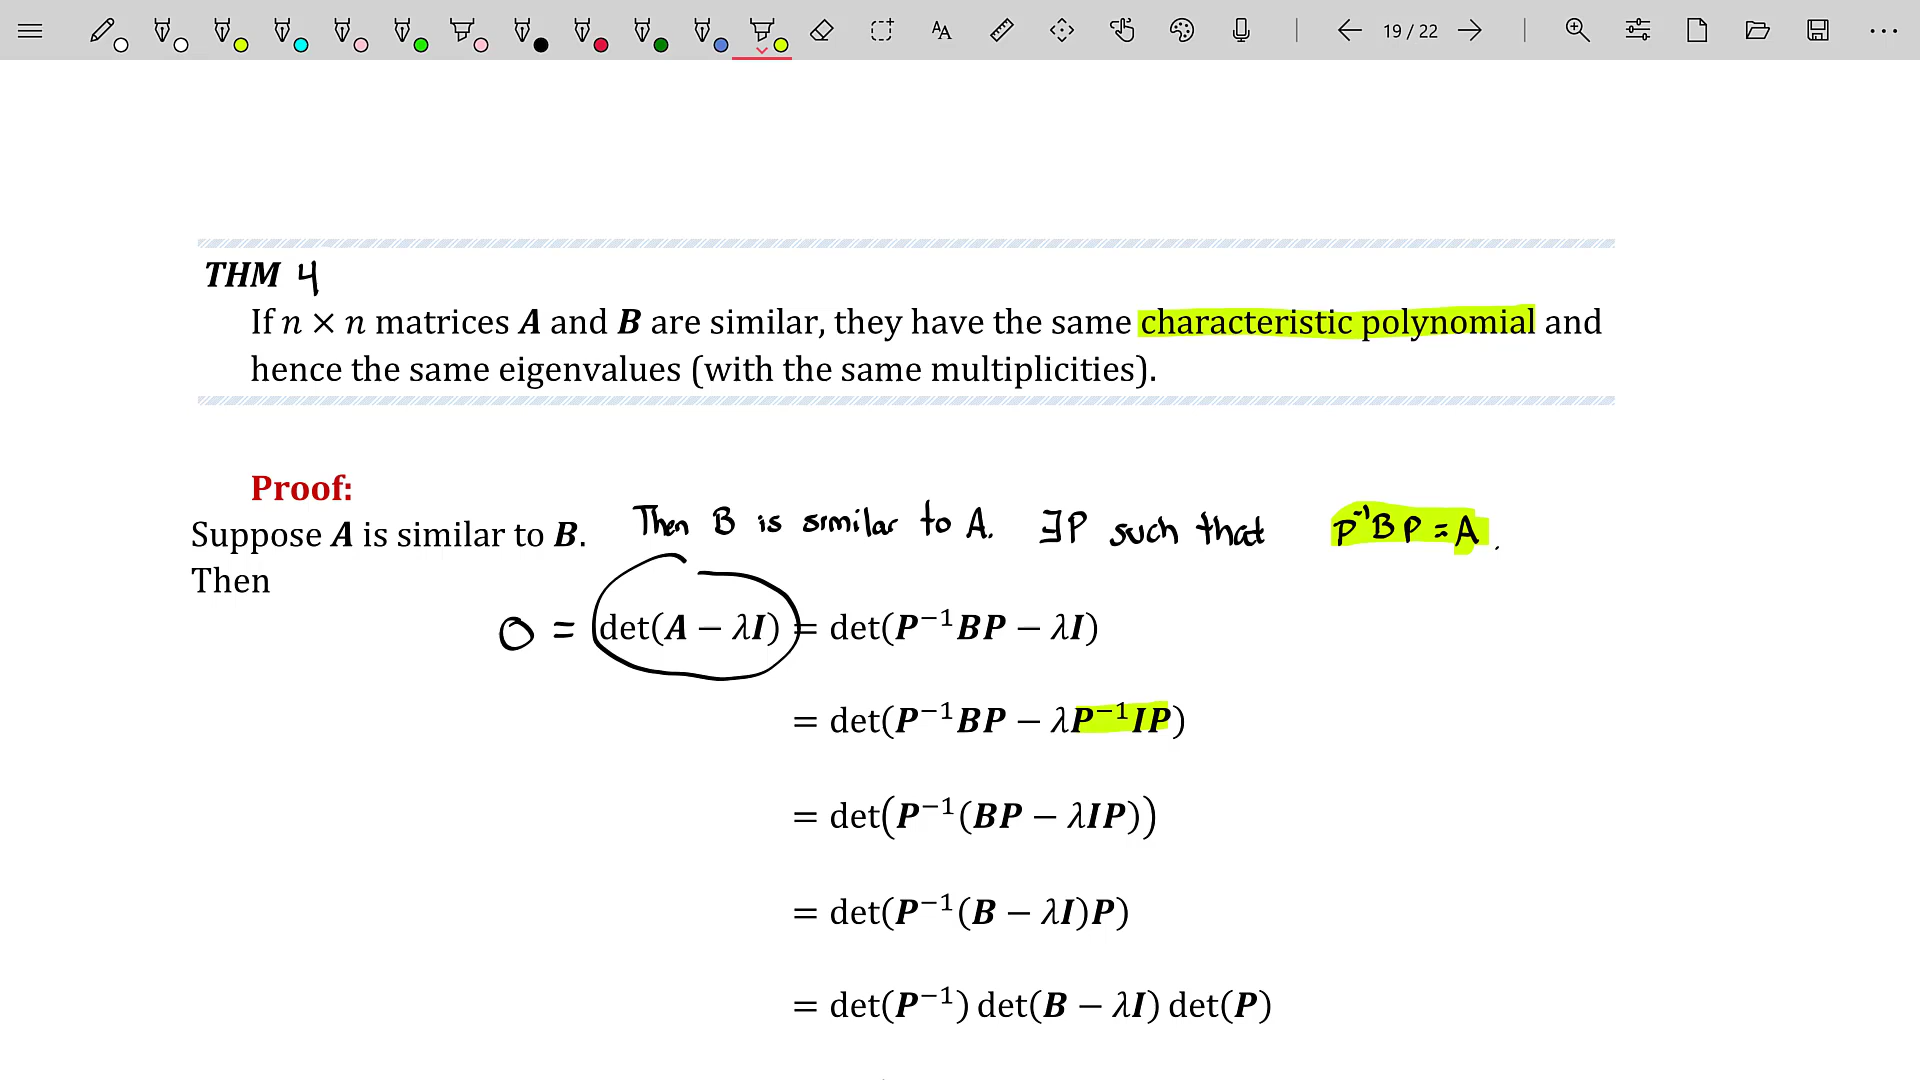 19 / 22
THM 4
If n × n matrices A and B are similar, they have the same characteristic polynomial and
hence the same eigenvalues (with the same multiplicities).
Proof:
Suppose A is similar to B. Then B is similar to A. ∃P such that P⁻¹BP = A.
Then
0 = det(A − λI) = det(P⁻¹BP − λI)
= det(P⁻¹BP − λP⁻¹IP)
= det(P⁻¹(BP − λIP))
= det(P⁻¹(B − λI)P)
= det(P⁻¹) det(B − λI) det(P)